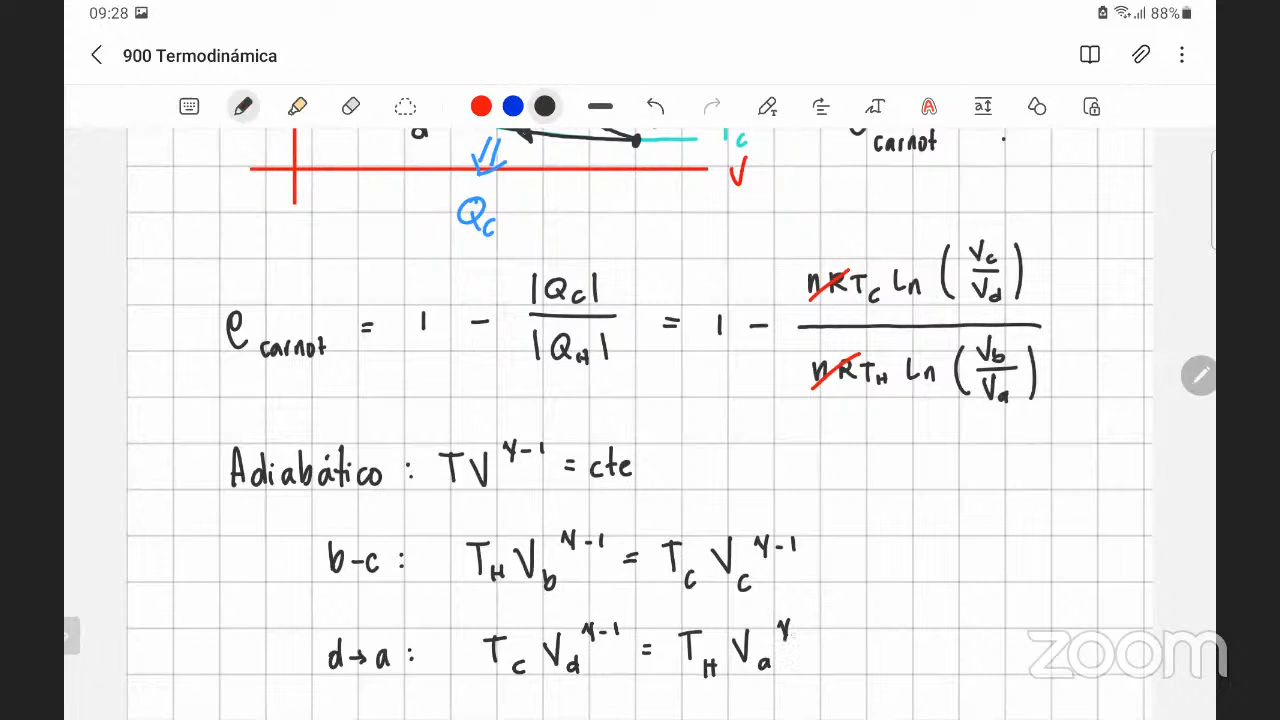 09:28 88%
900 Termodinámica
d T_c e_carnot
V
Q_c
e_carnot = 1 - |Q_c| / |Q_H| = 1 - nRT_c Ln (V_c / V_d) / nRT_H Ln (V_b / V_a)
Adiabático : TV^γ-1 = cte
b-c : T_H V_b^γ-1 = T_c V_c^γ-1
d→a : T_c V_d^γ-1 = T_H V_a^γ
zoom